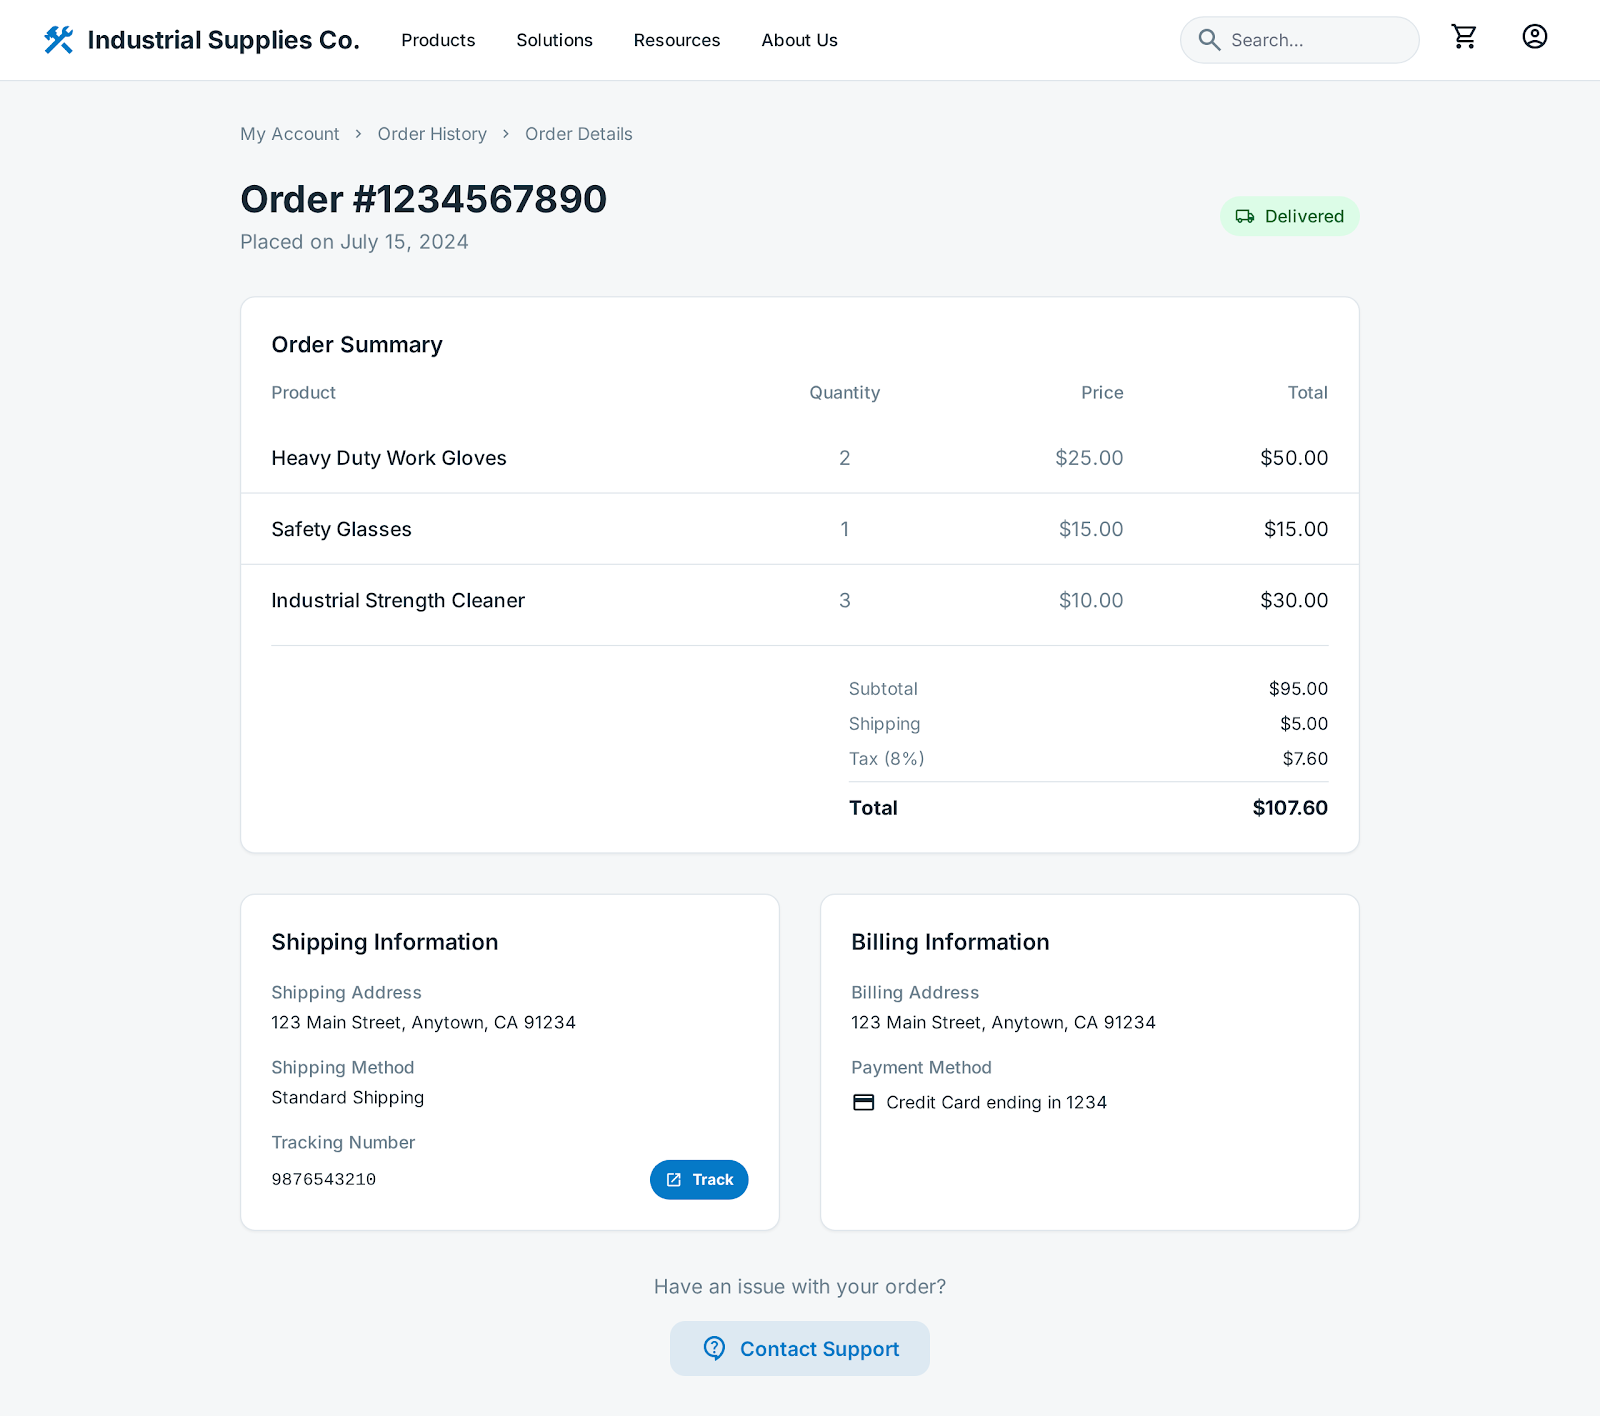 Industrial Supplies Co. Products Solutions Resources About Us Search...
My Account > Order History > Order Details
Order #1234567890
Placed on July 15, 2024
Delivered
Order Summary
Product Quantity Price Total
Heavy Duty Work Gloves 2 $25.00 $50.00
Safety Glasses 1 $15.00 $15.00
Industrial Strength Cleaner 3 $10.00 $30.00
Subtotal $95.00
Shipping $5.00
Tax (8%) $7.60
Total $107.60
Shipping Information
Shipping Address
123 Main Street, Anytown, CA 91234
Shipping Method
Standard Shipping
Tracking Number
9876543210 Track
Billing Information
Billing Address
123 Main Street, Anytown, CA 91234
Payment Method
Credit Card ending in 1234
Have an issue with your order?
Contact Support